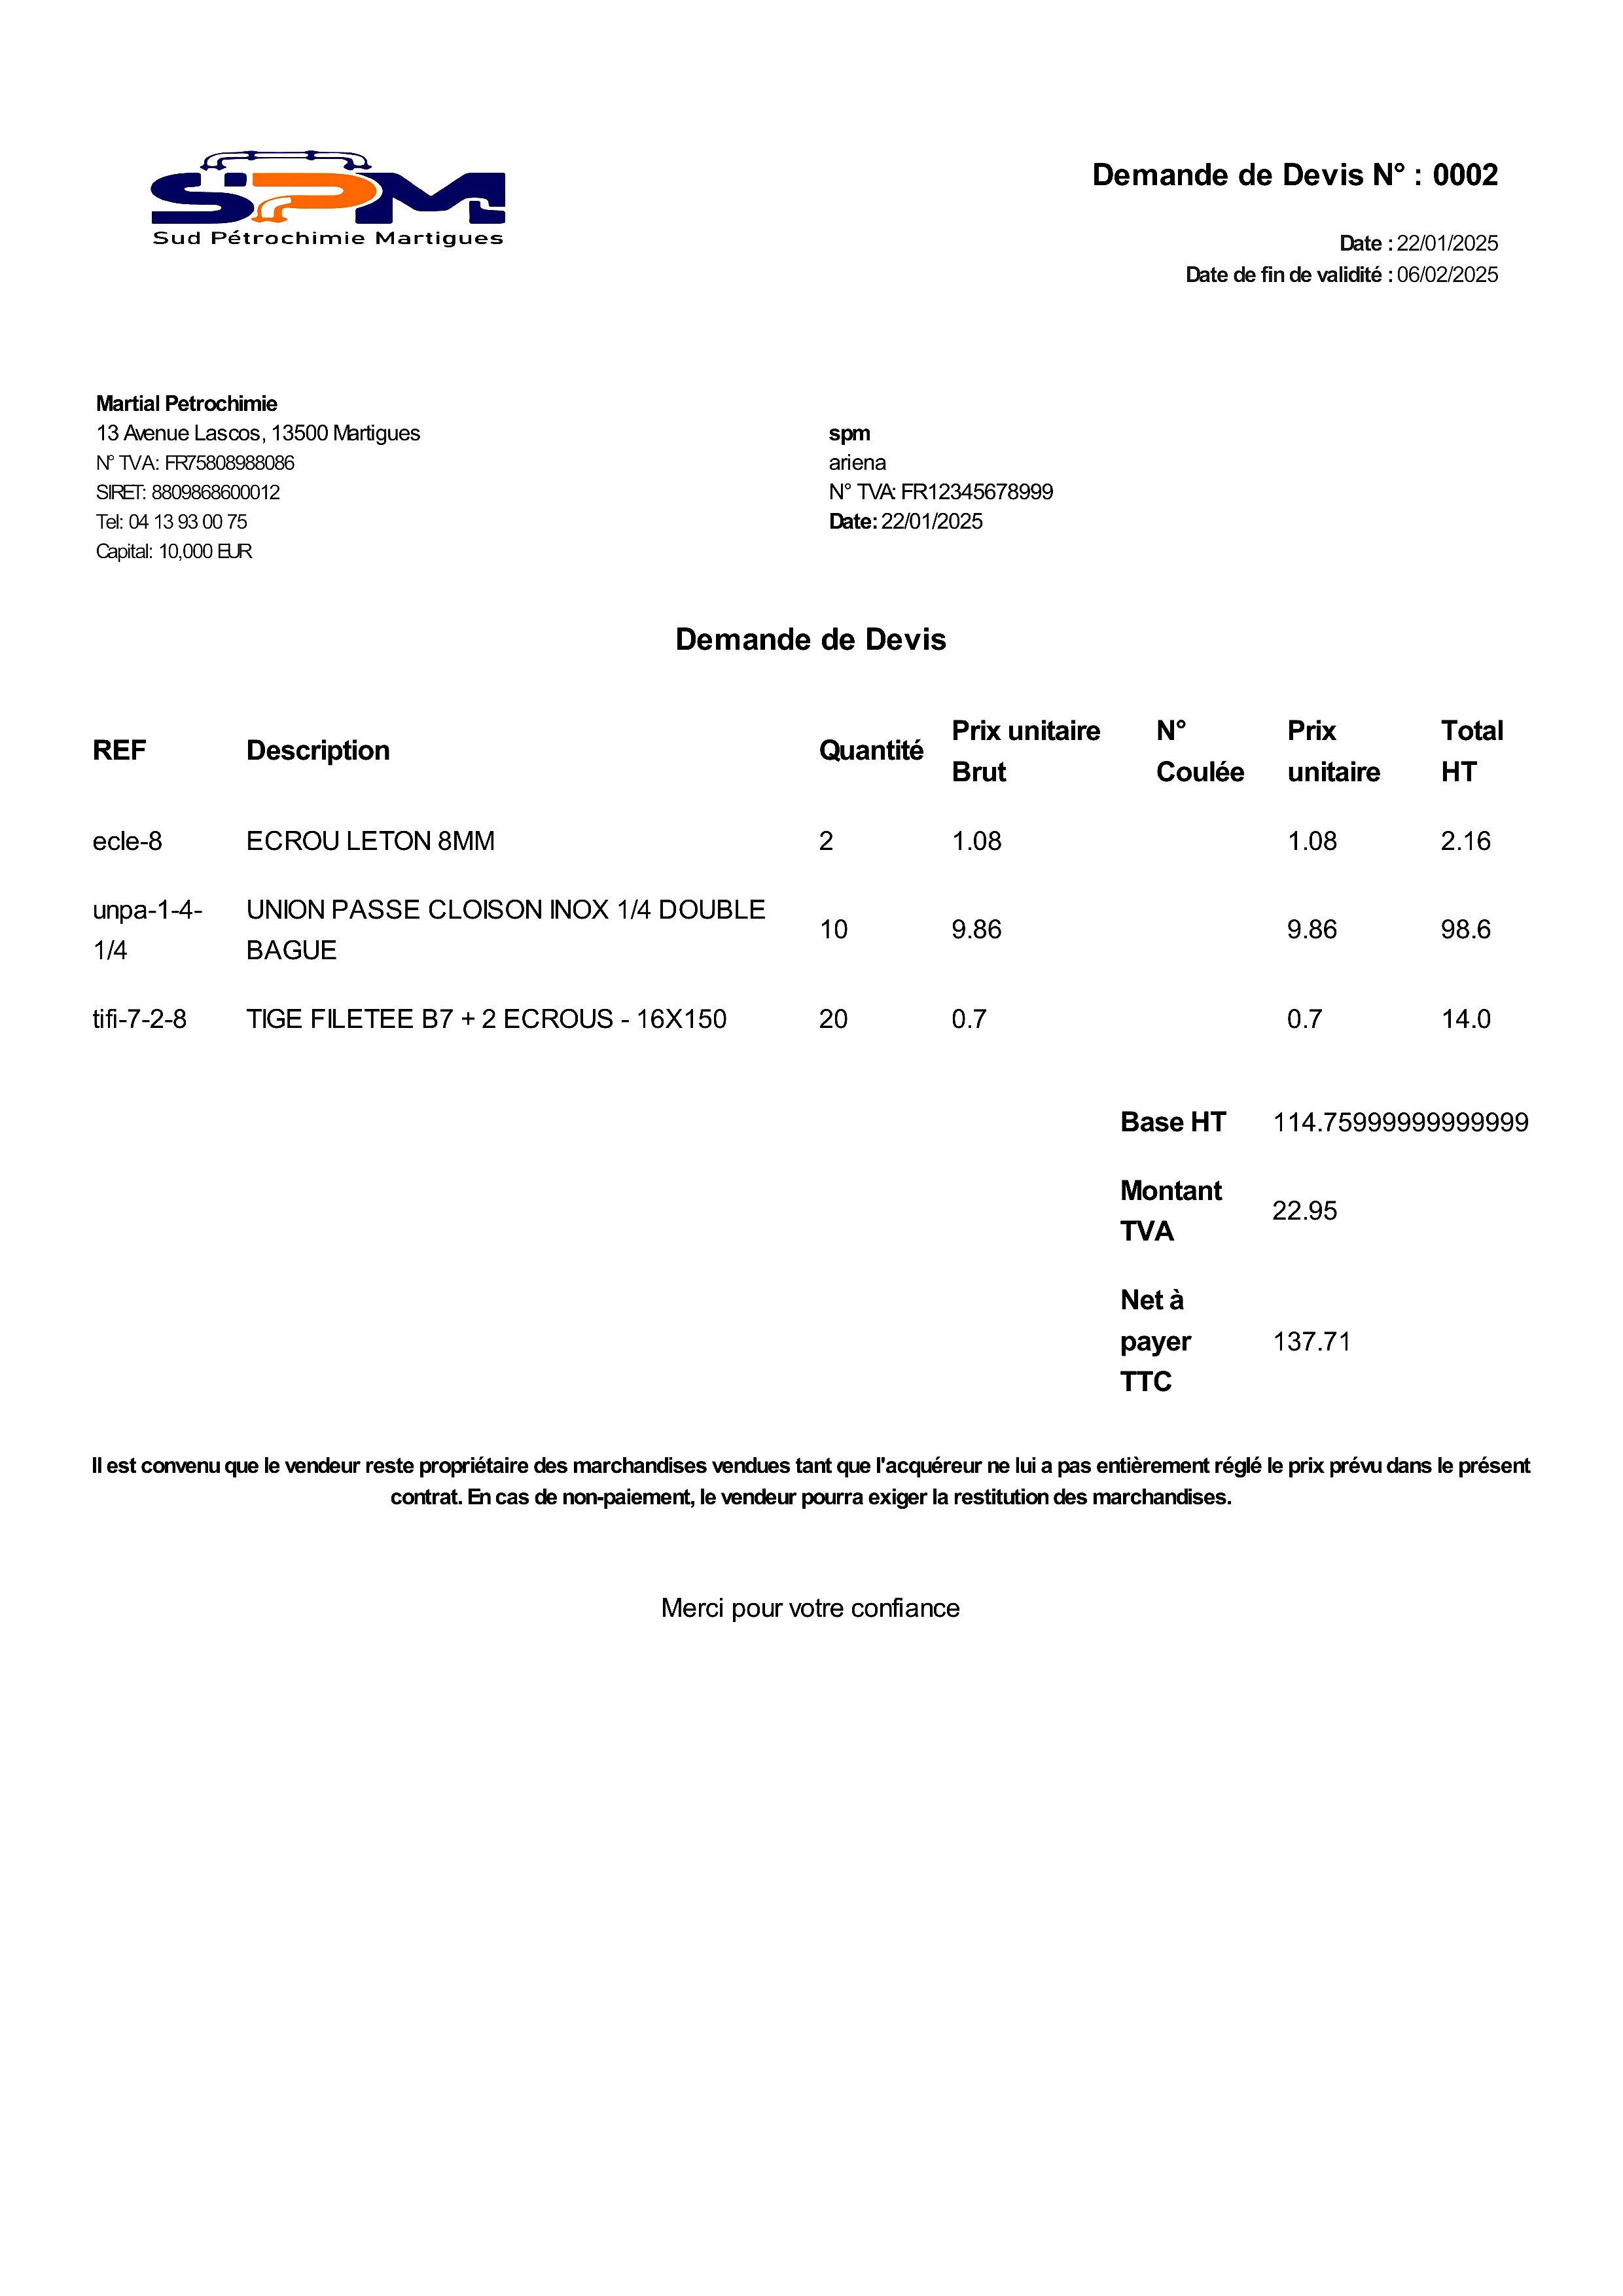 SPM
Sud Pétrochimie Martigues
Demande de Devis N° : 0002
Date : 22/01/2025
Date de fin de validité : 06/02/2025
Martial Petrochimie
13 Avenue Lascos, 13500 Martigues
N° TVA: FR75808988086
SIRET: 8809868600012
Tel: 04 13 93 00 75
Capital: 10,000 EUR
spm
ariena
N° TVA: FR12345678999
Date: 22/01/2025
Demande de Devis
REF Description Quantité Prix unitaire Brut N° Coulée Prix unitaire Total HT
ecle-8 ECROU LETON 8MM 2 1.08 1.08 2.16
unpa-1-4-1/4 UNION PASSE CLOISON INOX 1/4 DOUBLE BAGUE 10 9.86 9.86 98.6
tifi-7-2-8 TIGE FILETEE B7 + 2 ECROUS - 16X150 20 0.7 0.7 14.0
Base HT 114.75999999999999
Montant TVA 22.95
Net à payer TTC 137.71
Il est convenu que le vendeur reste propriétaire des marchandises vendues tant que l'acquéreur ne lui a pas entièrement réglé le prix prévu dans le présent
contrat. En cas de non-paiement, le vendeur pourra exiger la restitution des marchandises.
Merci pour votre confiance